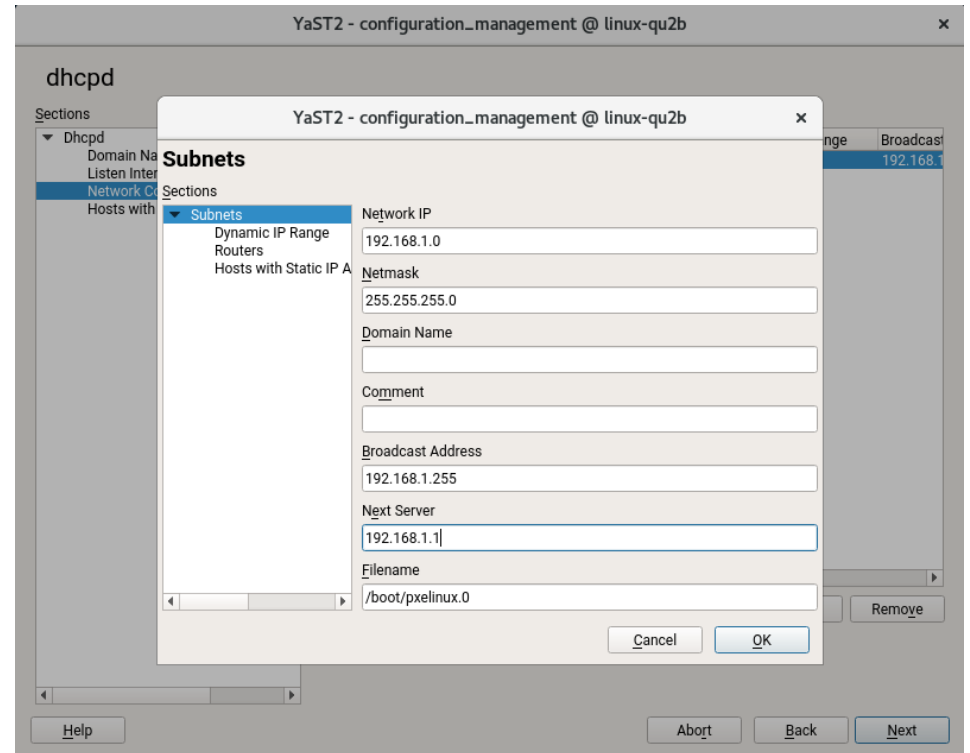 YaST2 - configuration_management @ linux-qu2b
×
dhcpd
Sections
Dhcpd
Domain Na
Listen Inter
Network Co
Hosts with
nge Broadcast
192.168.1
YaST2 - configuration_management @ linux-qu2b
×
Subnets
Sections
Subnets
Dynamic IP Range
Routers
Hosts with Static IP A
Network IP
192.168.1.0
Netmask
255.255.255.0
Domain Name
Comment
Broadcast Address
192.168.1.255
Next Server
192.168.1.1
Filename
/boot/pxelinux.0
Cancel OK
Remove
Help Abort Back Next